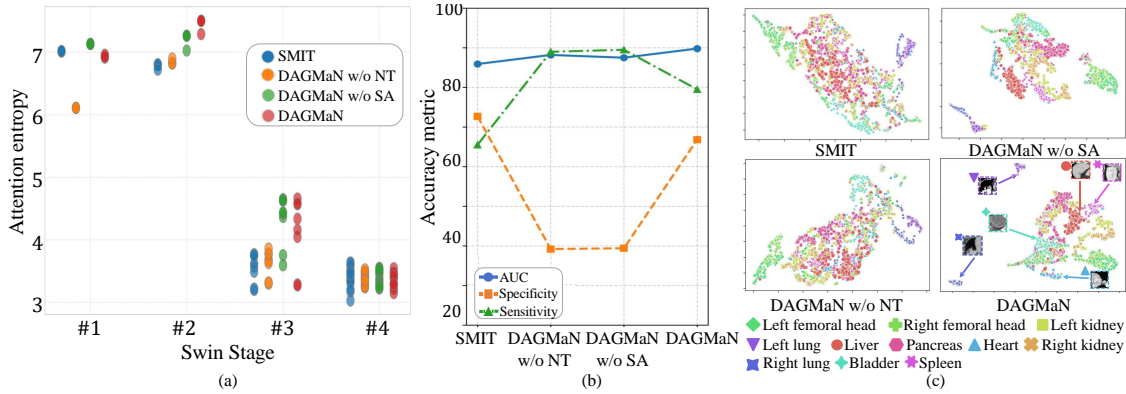 Attention entropy
7
6
5
4
3
SMIT
DAGMaN w/o NT
DAGMaN w/o SA
DAGMaN
#1
#2
#3
#4
Swin Stage
(a)
Accuracy metric
100
80
60
40
20
AUC
Specificity
Sensitivity
SMIT
DAGMaN
w/o NT
DAGMaN
w/o SA
DAGMaN
(b)
SMIT
DAGMaN w/o SA
DAGMaN w/o NT
DAGMaN
Left femoral head
Right femoral head
Left kidney
Left lung
Liver
Pancreas
Heart
Right kidney
Right lung
Bladder
Spleen
(c)